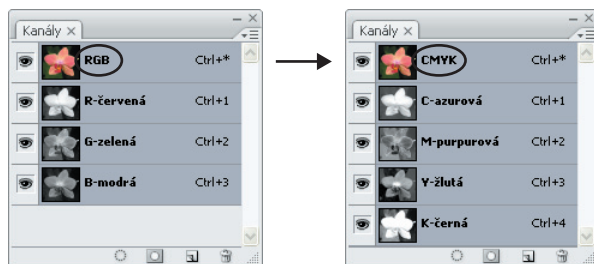 Kanály ×
RGB Ctrl+*
R-červená Ctrl+1
G-zelená Ctrl+2
B-modrá Ctrl+3
Kanály ×
CMYK Ctrl+*
C-azurová Ctrl+1
M-purpurová Ctrl+2
Y-žlutá Ctrl+3
K-černá Ctrl+4